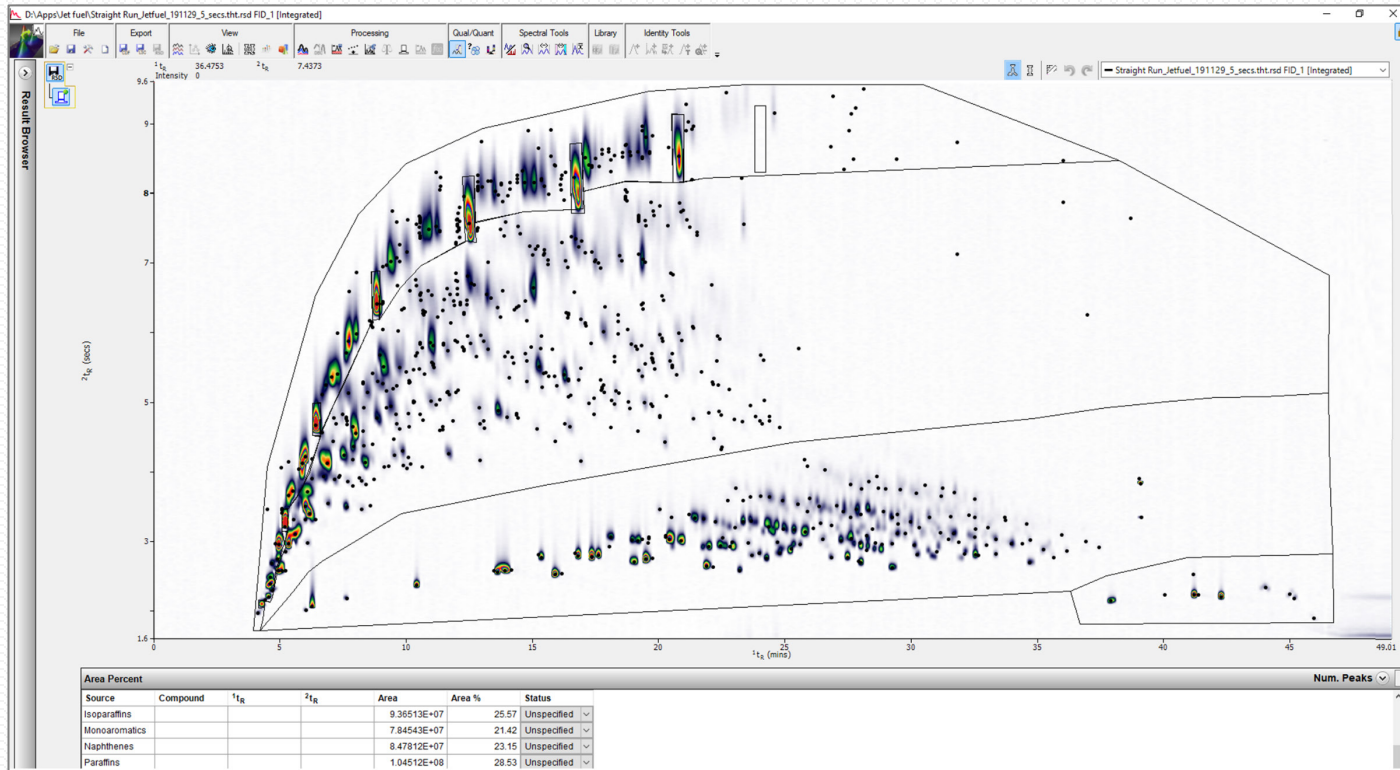 D:\Apps\Jet fuel\Straight Run_Jetfuel_191129_5_secs.tht.rsd FID_1 [Integrated]
File Export View Processing Qual/Quant Spectral Tools Library Identity Tools
¹tR 36.4753 ²tR 7.4373
Intensity 0
Straight Run_Jetfuel_191129_5_secs.tht.rsd FID_1 [Integrated]
RSD
Result Browser
9.6
9
8
7
6
5
4
3
1.6
²tR (secs)
0 5 10 15 20 25 30 35 40 45 49.01
¹tR (mins)
Area Percent Num. Peaks
Source Compound ¹tR ²tR Area Area % Status
Isoparaffins 9.36513E+07 25.57 Unspecified
Monoaromatics 7.84543E+07 21.42 Unspecified
Naphthenes 8.47812E+07 23.15 Unspecified
Paraffins 1.04512E+08 28.53 Unspecified